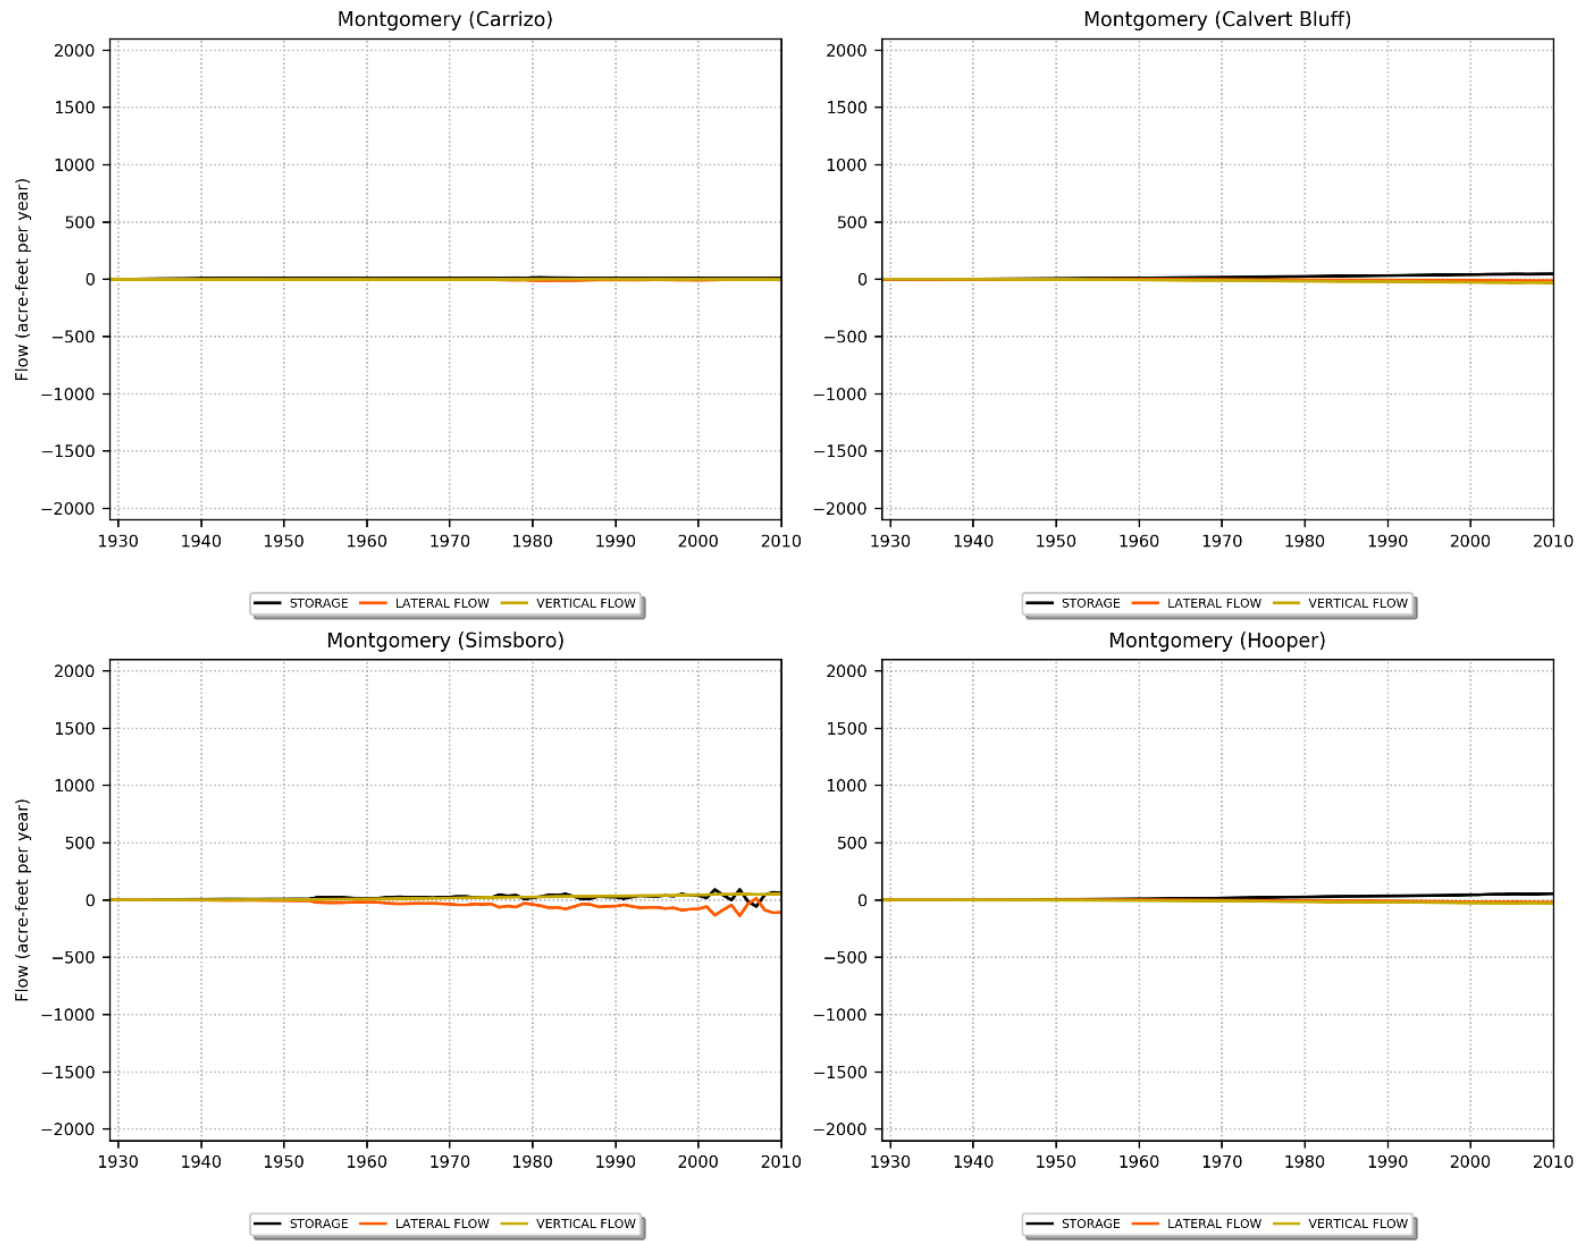 Montgomery (Carrizo)
Montgomery (Calvert Bluff)
Flow (acre-feet per year)
2000
1500
1000
500
0
−500
−1000
−1500
−2000
1930 1940 1950 1960 1970 1980 1990 2000 2010
STORAGE LATERAL FLOW VERTICAL FLOW
2000
1500
1000
500
0
−500
−1000
−1500
−2000
1930 1940 1950 1960 1970 1980 1990 2000 2010
STORAGE LATERAL FLOW VERTICAL FLOW
Montgomery (Simsboro)
Montgomery (Hooper)
Flow (acre-feet per year)
2000
1500
1000
500
0
−500
−1000
−1500
−2000
1930 1940 1950 1960 1970 1980 1990 2000 2010
STORAGE LATERAL FLOW VERTICAL FLOW
2000
1500
1000
500
0
−500
−1000
−1500
−2000
1930 1940 1950 1960 1970 1980 1990 2000 2010
STORAGE LATERAL FLOW VERTICAL FLOW